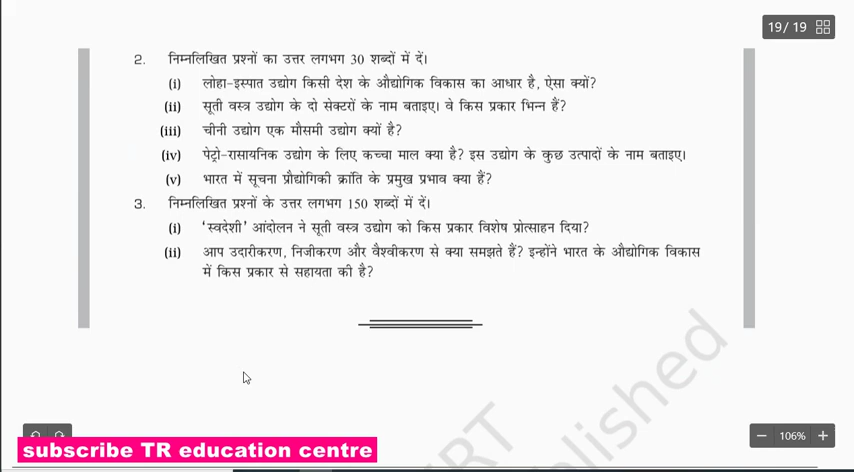 19 / 19
2. निम्नलिखित प्रश्नों का उत्तर लगभग 30 शब्दों में दें।
(i) लोहा-इस्पात उद्योग किसी देश के औद्योगिक विकास का आधार है, ऐसा क्यों?
(ii) सूती वस्त्र उद्योग के दो सेक्टरों के नाम बताइए। वे किस प्रकार भिन्न हैं?
(iii) चीनी उद्योग एक मौसमी उद्योग क्यों है?
(iv) पेट्रो-रासायनिक उद्योग के लिए कच्चा माल क्या है? इस उद्योग के कुछ उत्पादों के नाम बताइए।
(v) भारत में सूचना प्रौद्योगिकी क्रांति के प्रमुख प्रभाव क्या हैं?
3. निम्नलिखित प्रश्नों के उत्तर लगभग 150 शब्दों में दें।
(i) ‘स्वदेशी’ आंदोलन ने सूती वस्त्र उद्योग को किस प्रकार विशेष प्रोत्साहन दिया?
(ii) आप उदारीकरण, निजीकरण और वैश्वीकरण से क्या समझते हैं? इन्होंने भारत के औद्योगिक विकास
में किस प्रकार से सहायता की है?
subscribe TR education centre
106%